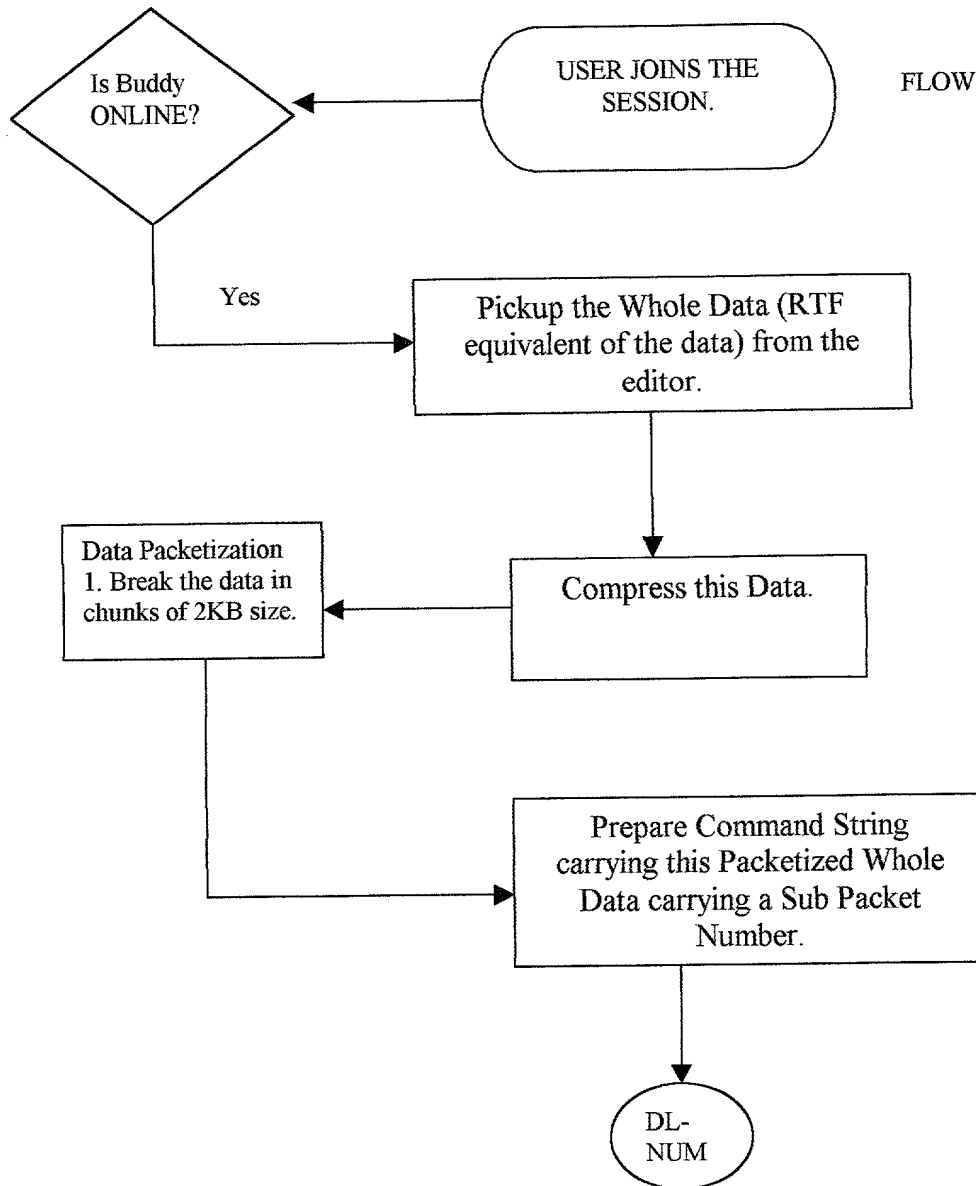 USER JOINS THE
SESSION.
FLOW
Is Buddy
ONLINE?
Yes
Pickup the Whole Data (RTF
equivalent of the data) from the
editor.
Compress this Data.
Data Packetization
1. Break the data in
chunks of 2KB size.
Prepare Command String
carrying this Packetized Whole
Data carrying a Sub Packet
Number.
DL-
NUM